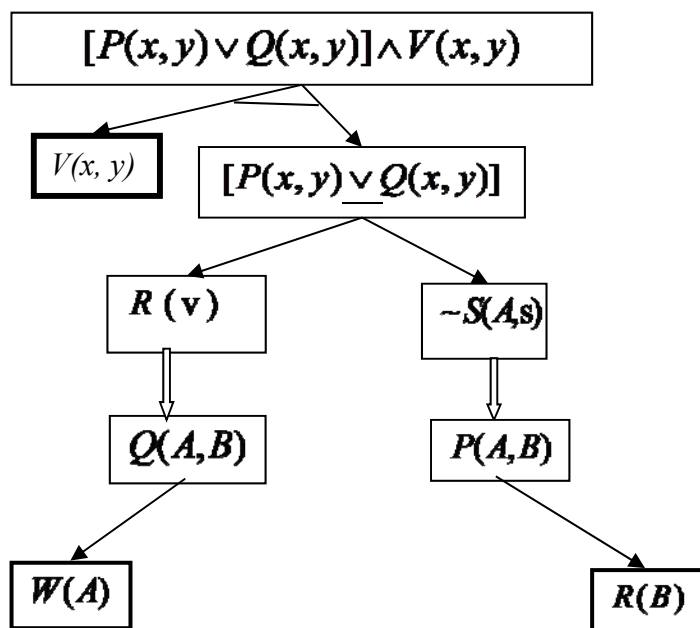 [P(x, y) ∨ Q(x, y)] ∧ V(x, y)
V(x, y)
[P(x, y) ∨ Q(x, y)]
R (v)
~S(A,s)
Q(A, B)
P(A, B)
W(A)
R(B)